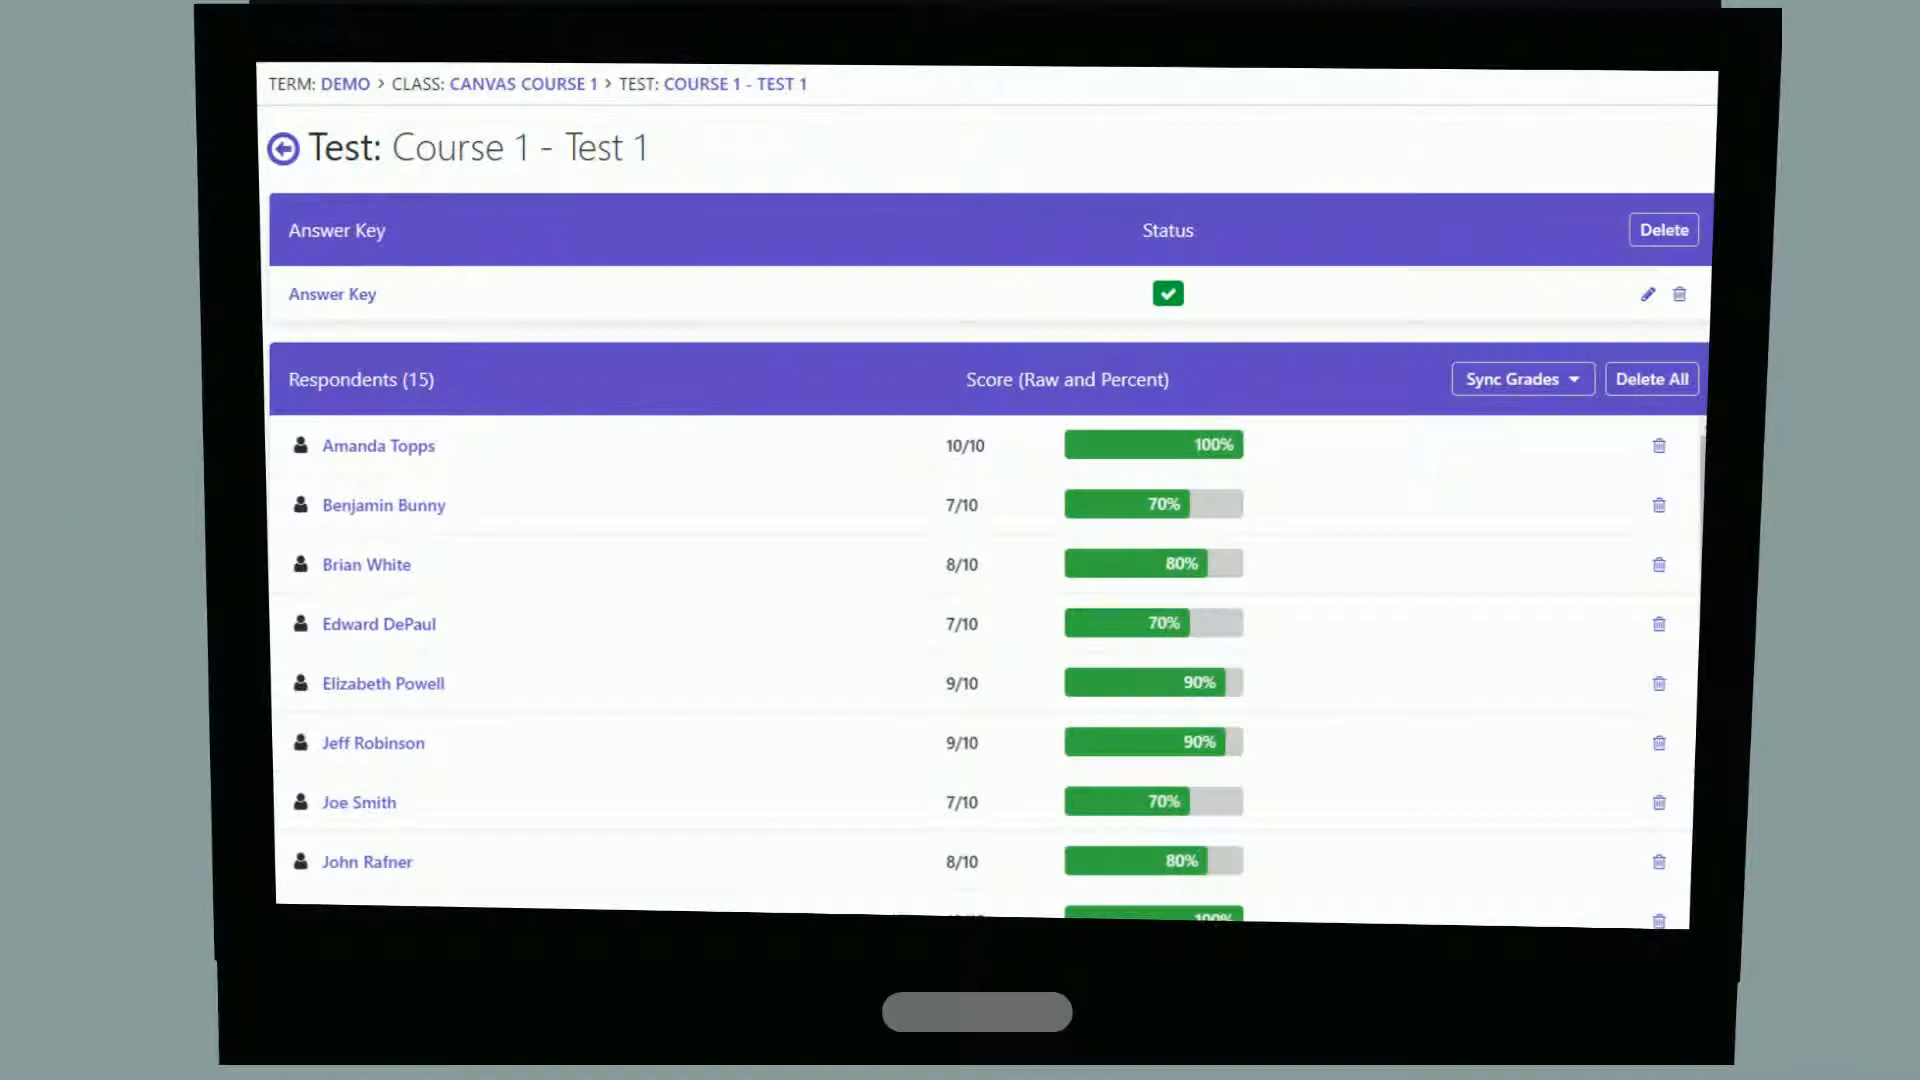 TERM: DEMO > CLASS: CANVAS COURSE 1 > TEST: COURSE 1 - TEST 1
Test: Course 1 - Test 1
Answer Key Status Delete
Answer Key
Respondents (15) Score (Raw and Percent) Sync Grades Delete All
Amanda Topps 10/10 100%
Benjamin Bunny 7/10 70%
Brian White 8/10 80%
Edward DePaul 7/10 70%
Elizabeth Powell 9/10 90%
Jeff Robinson 9/10 90%
Joe Smith 7/10 70%
John Rafner 8/10 80%
100%